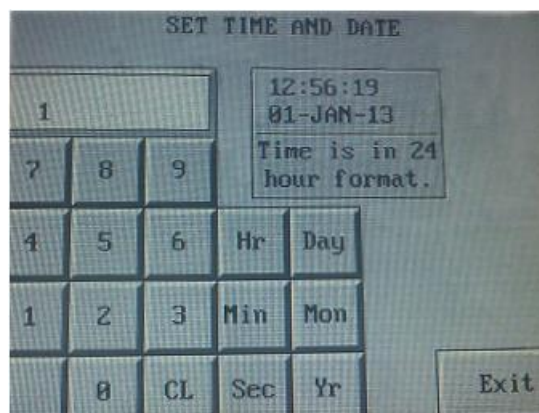 SET TIME AND DATE
12:56:19
1
01-JAN-13
Time is in 24
hour format.
7 8 9
4 5 6 Hr Day
1 2 3 Min Mon
0 CL Sec Yr
Exit